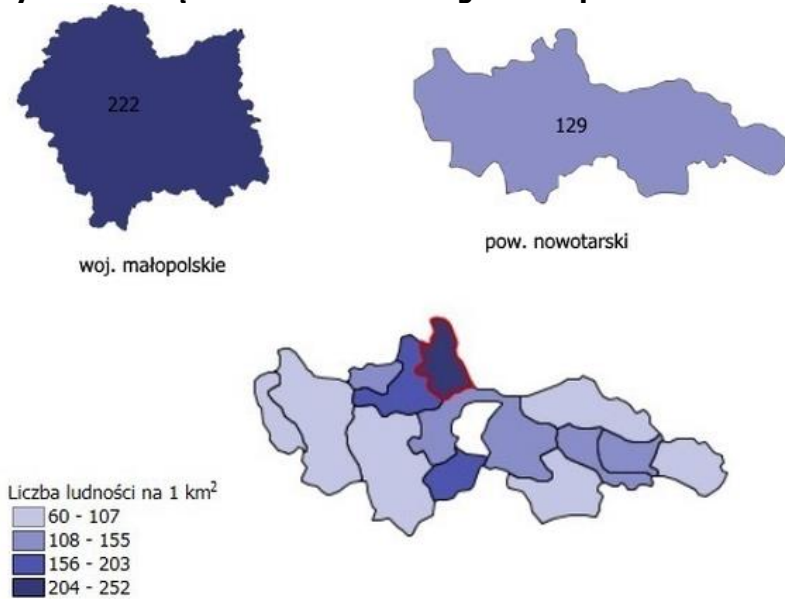 222
129
woj. małopolskie
pow. nowotarski
Liczba ludności na 1 km²
60 - 107
108 - 155
156 - 203
204 - 252